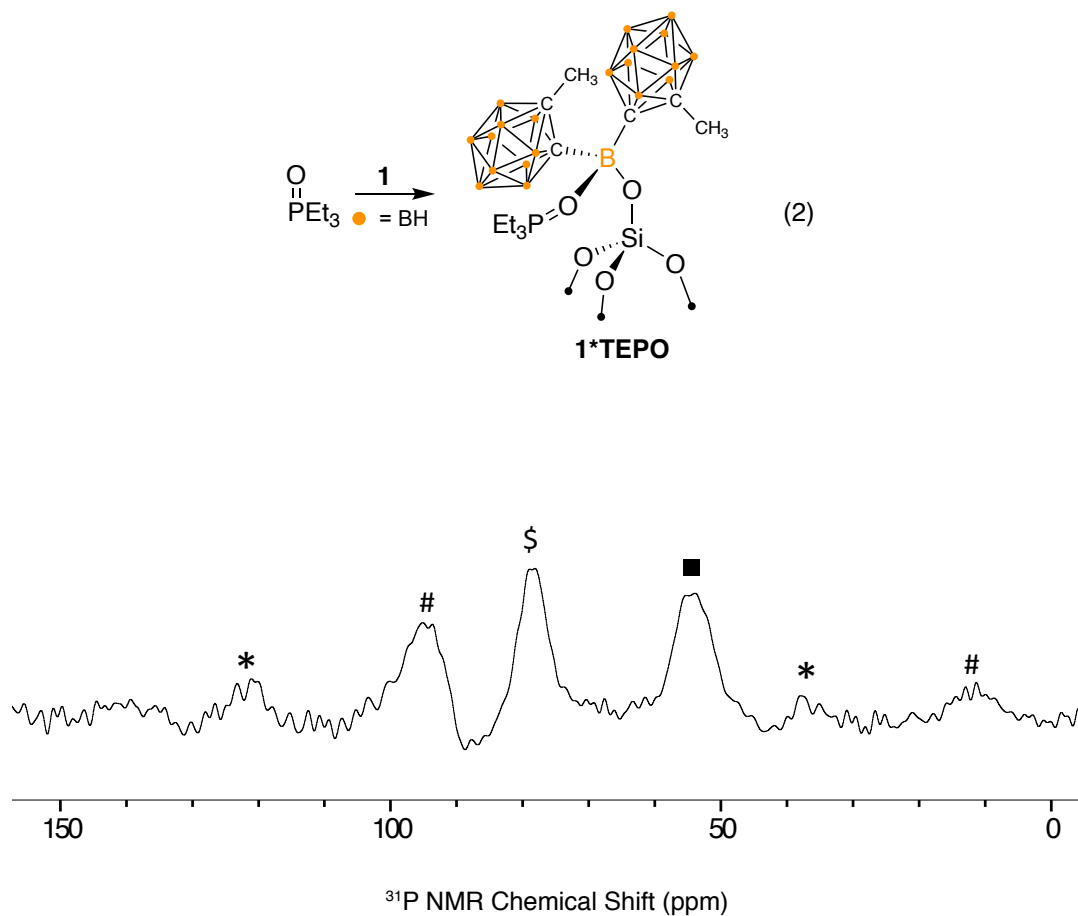 CH₃
C
C
C
C
CH₃
B
O
PEt₃
1
= BH
Et₃P=O
O
Si
O
O
O
(2)
1*TEPO
$
■
#
*
*
#
150
100
50
0
³¹P NMR Chemical Shift (ppm)